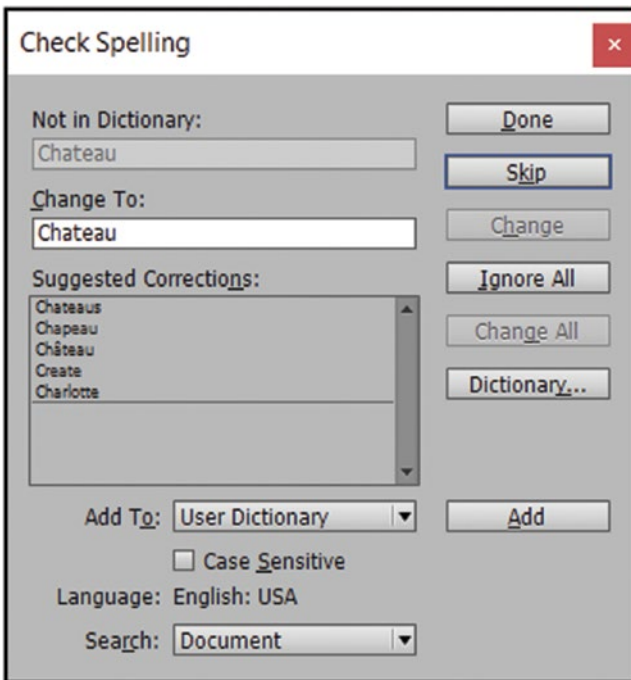 Check Spelling
×
Not in Dictionary:
Chateau
Change To:
Chateau
Suggested Corrections:
Chateaus
Chapeau
Château
Create
Charlotte
Done
Skip
Change
Ignore All
Change All
Dictionary...
Add To: User Dictionary
Add
Case Sensitive
Language: English: USA
Search: Document